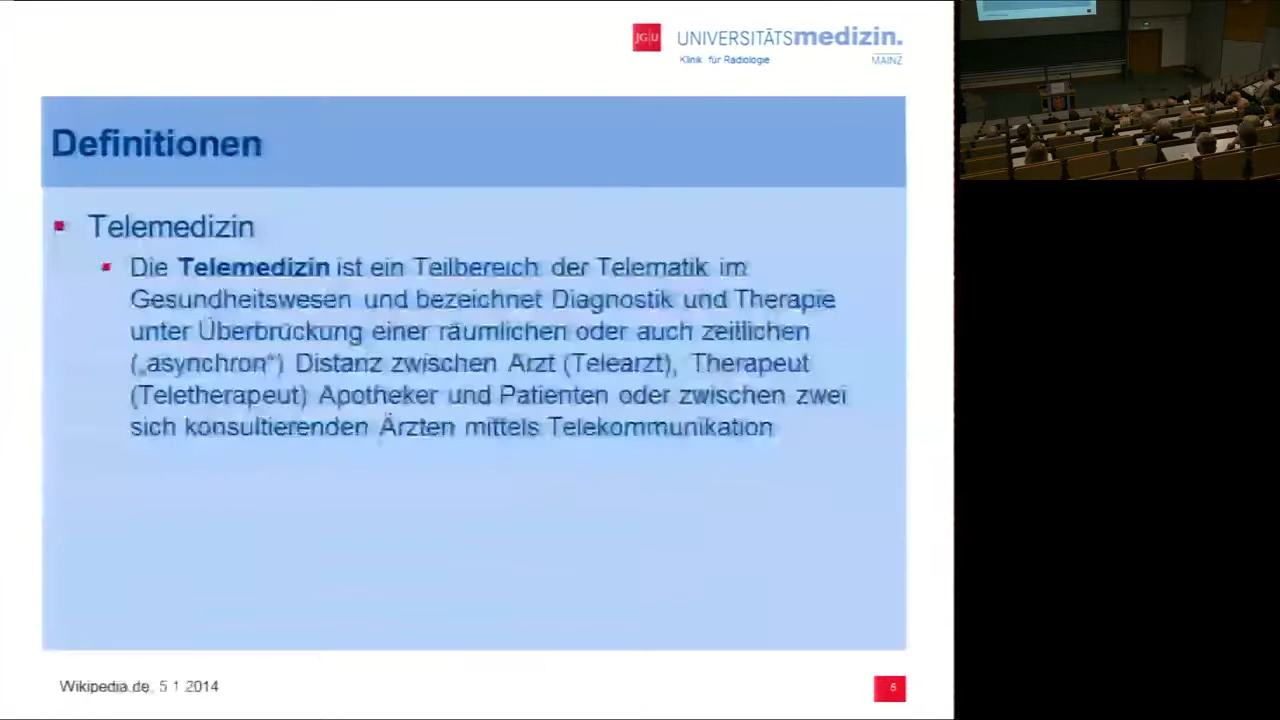 JG|U
UNIVERSITÄTSmedizin.
Klinik für Radiologie
MAINZ
Definitionen
Telemedizin
Die Telemedizin ist ein Teilbereich der Telematik im
Gesundheitswesen und bezeichnet Diagnostik und Therapie
unter Überbrückung einer räumlichen oder auch zeitlichen
(„asynchron“) Distanz zwischen Arzt (Telearzt), Therapeut
(Teletherapeut) Apotheker und Patienten oder zwischen zwei
sich konsultierenden Ärzten mittels Telekommunikation
Wikipedia.de, 5.1.2014
5